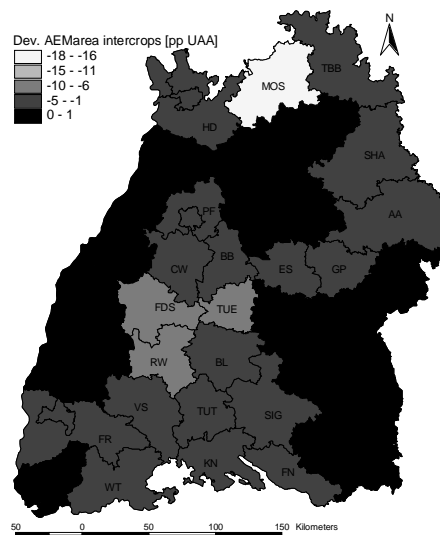 N
Dev. AEMarea intercrops [pp UAA]
-18 - -16
-15 - -11
-10 - -6
-5 - -1
0 - 1
MOS
TBB
HD
SHA
AA
PF
CW
BB
ES
GP
FDS
TUE
RW
BL
VS
TUT
SIG
FR
KN
FN
WT
50 0 50 100 150 Kilometers